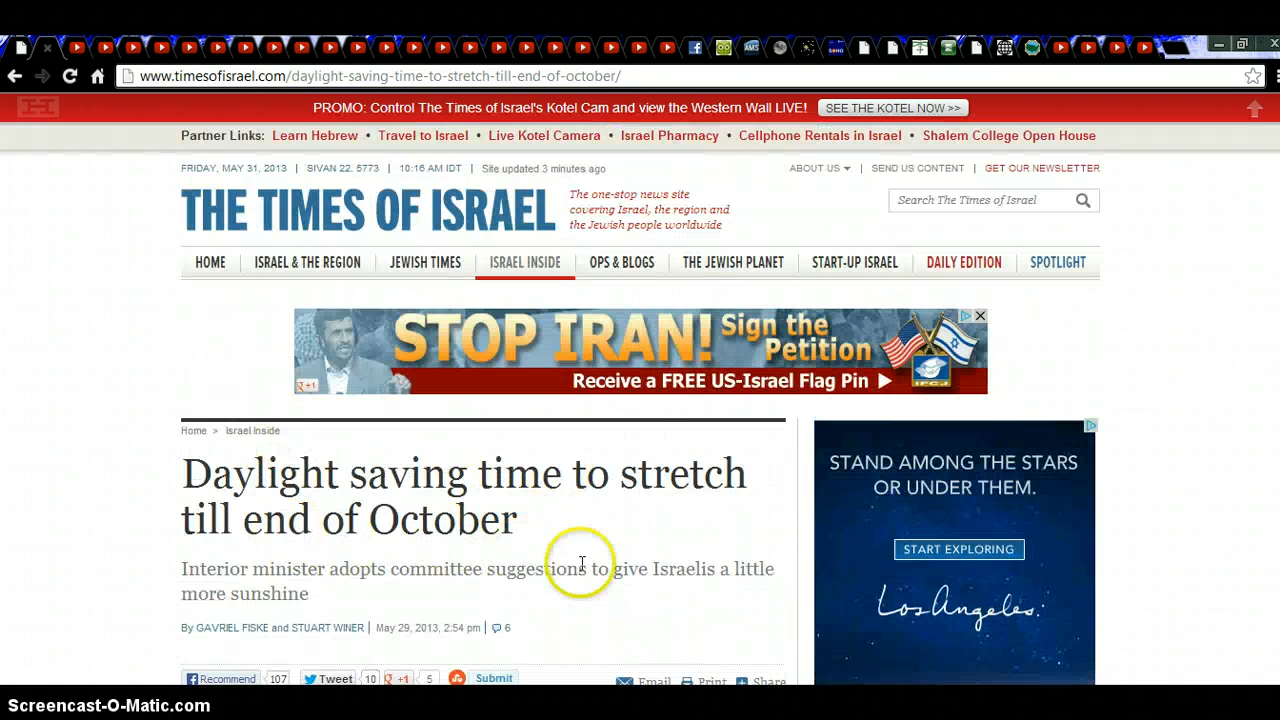 www.timesofisrael.com/daylight-saving-time-to-stretch-till-end-of-october/
PROMO: Control The Times of Israel's Kotel Cam and view the Western Wall LIVE! SEE THE KOTEL NOW >>
Partner Links: Learn Hebrew • Travel to Israel • Live Kotel Camera • Israel Pharmacy • Cellphone Rentals in Israel • Shalem College Open House
FRIDAY, MAY 31, 2013 | SIVAN 22, 5773 | 10:16 AM IDT | Site updated 3 minutes ago
ABOUT US | SEND US CONTENT | GET OUR NEWSLETTER
THE TIMES OF ISRAEL
The one-stop news site
covering Israel, the region and
the Jewish people worldwide
Search The Times of Israel
HOME ISRAEL & THE REGION JEWISH TIMES ISRAEL INSIDE OPS & BLOGS THE JEWISH PLANET START-UP ISRAEL DAILY EDITION SPOTLIGHT
STOP IRAN! Sign the
Petition
Receive a FREE US-Israel Flag Pin
g +1
IFCJ
Home > Israel Inside
Daylight saving time to stretch
till end of October
Interior minister adopts committee suggestions to give Israelis a little
more sunshine
By GAVRIEL FISKE and STUART WINER | May 29, 2013, 2:54 pm | 6
Recommend 107 Tweet 10 g +1 5 Submit
Email Print Share
STAND AMONG THE STARS
OR UNDER THEM.
START EXPLORING
Los Angeles.
Screencast-O-Matic.com